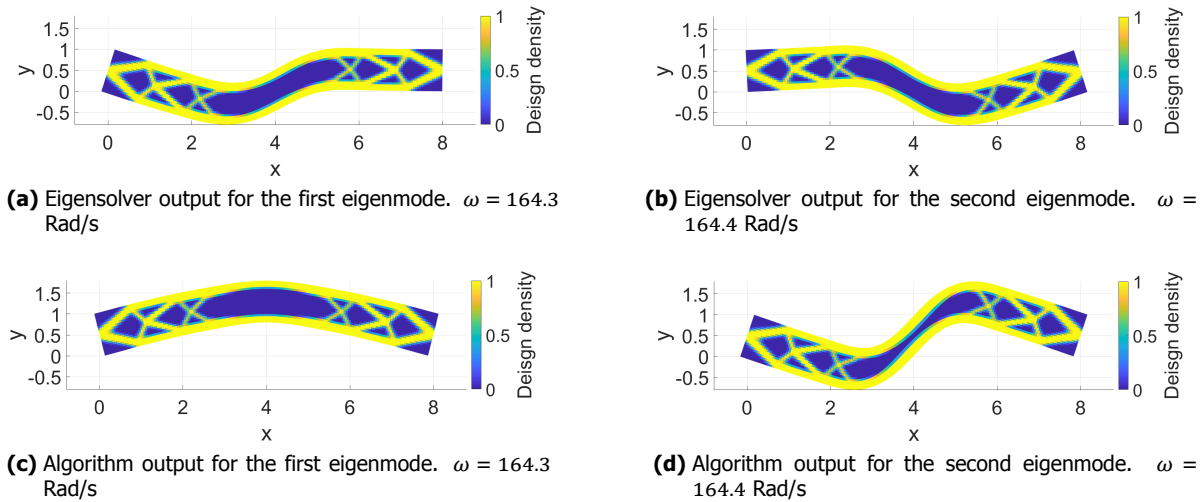 1.5
1
0.5
0
-0.5
y
0 2 4 6 8
x
1
0.5
0
Deisgn density
(a) Eigensolver output for the first eigenmode. ω = 164.3
Rad/s
1.5
1
0.5
0
-0.5
y
0 2 4 6 8
x
1
0.5
0
Deisgn density
(b) Eigensolver output for the second eigenmode. ω =
164.4 Rad/s
1.5
1
0.5
0
-0.5
y
0 2 4 6 8
x
1
0.5
0
Deisgn density
(c) Algorithm output for the first eigenmode. ω = 164.3
Rad/s
1.5
1
0.5
0
-0.5
y
0 2 4 6 8
x
1
0.5
0
Deisgn density
(d) Algorithm output for the second eigenmode. ω =
164.4 Rad/s